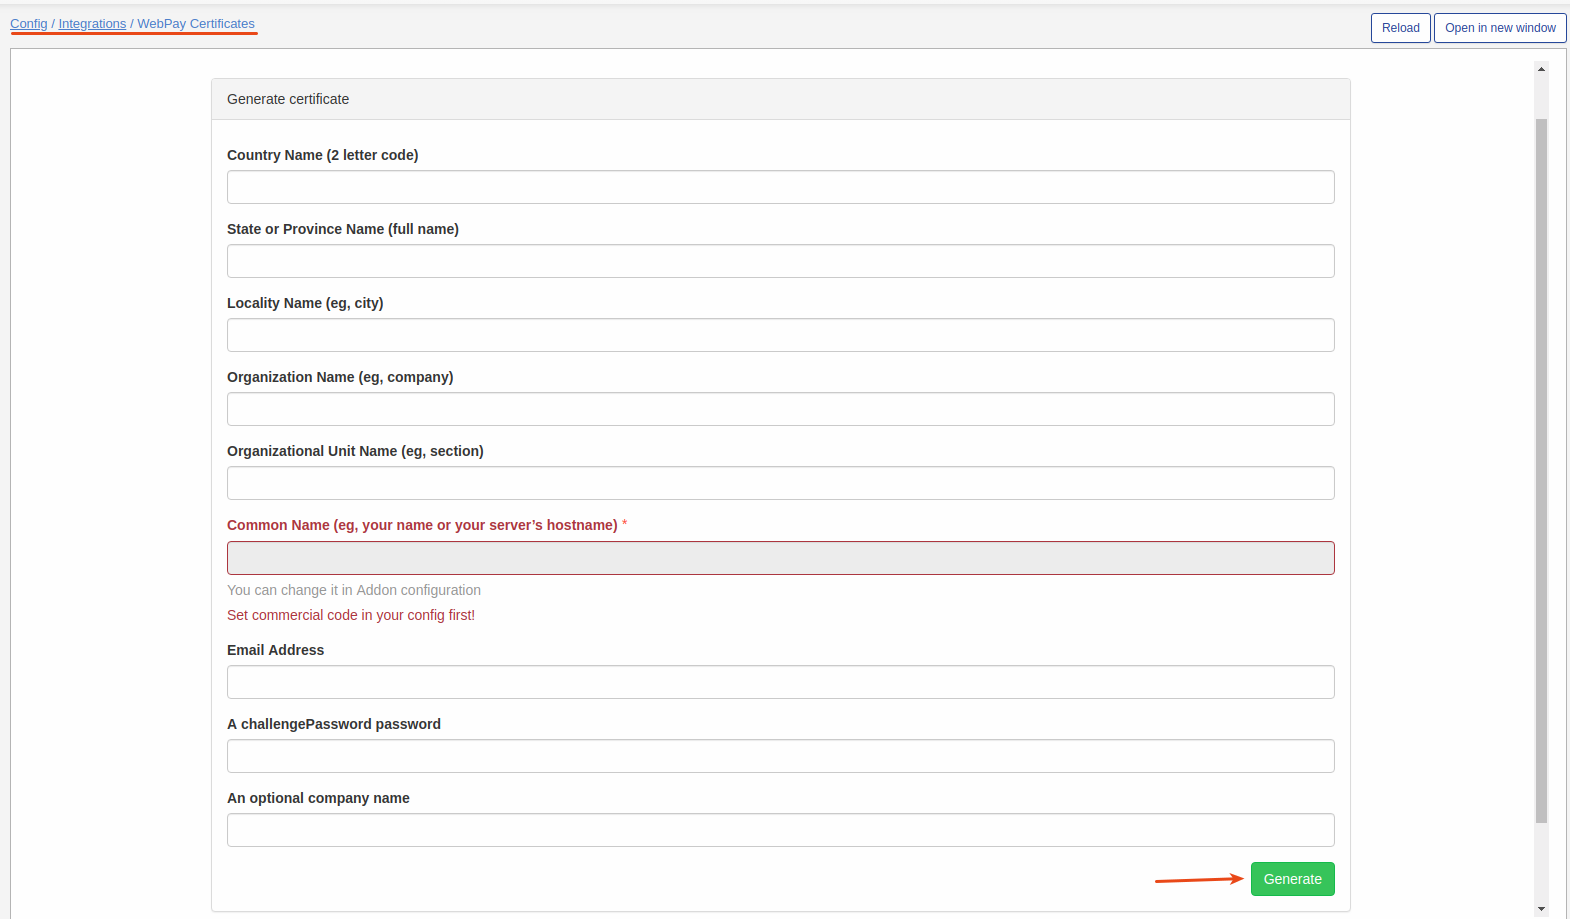 Config / Integrations / WebPay Certificates
Reload
Open in new window
Generate certificate
Country Name (2 letter code)
State or Province Name (full name)
Locality Name (eg, city)
Organization Name (eg, company)
Organizational Unit Name (eg, section)
Common Name (eg, your name or your server’s hostname) *
You can change it in Addon configuration
Set commercial code in your config first!
Email Address
A challengePassword password
An optional company name
Generate